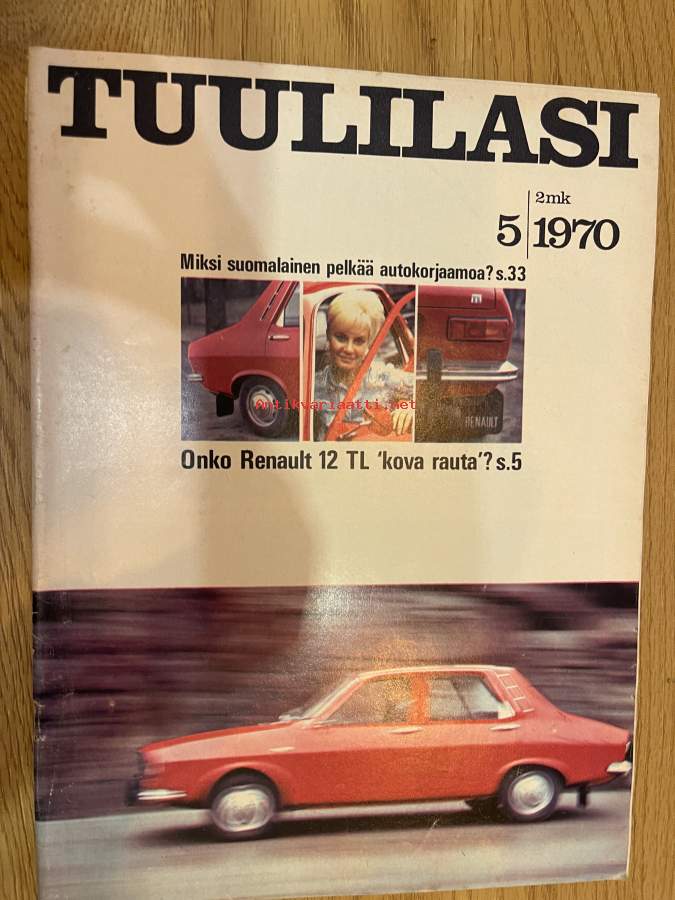 TUULILASI
2mk
5 1970
Miksi suomalainen pelkää autokorjaamoa? s.33
Antikvariaatti.net
RENAULT
Onko Renault 12 TL 'kova rauta'? s.5